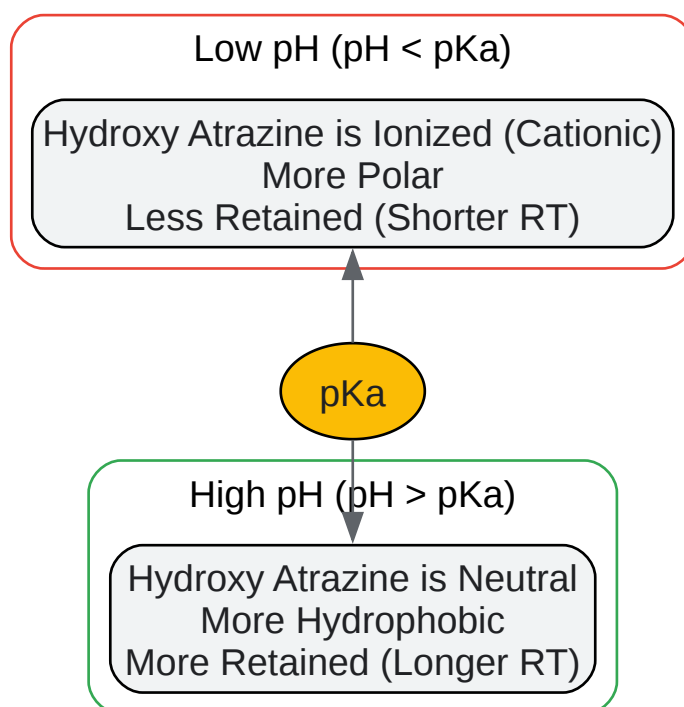 Low pH (pH < pKa)
Hydroxy Atrazine is Ionized (Cationic)
More Polar
Less Retained (Shorter RT)
pKa
High pH (pH > pKa)
Hydroxy Atrazine is Neutral
More Hydrophobic
More Retained (Longer RT)